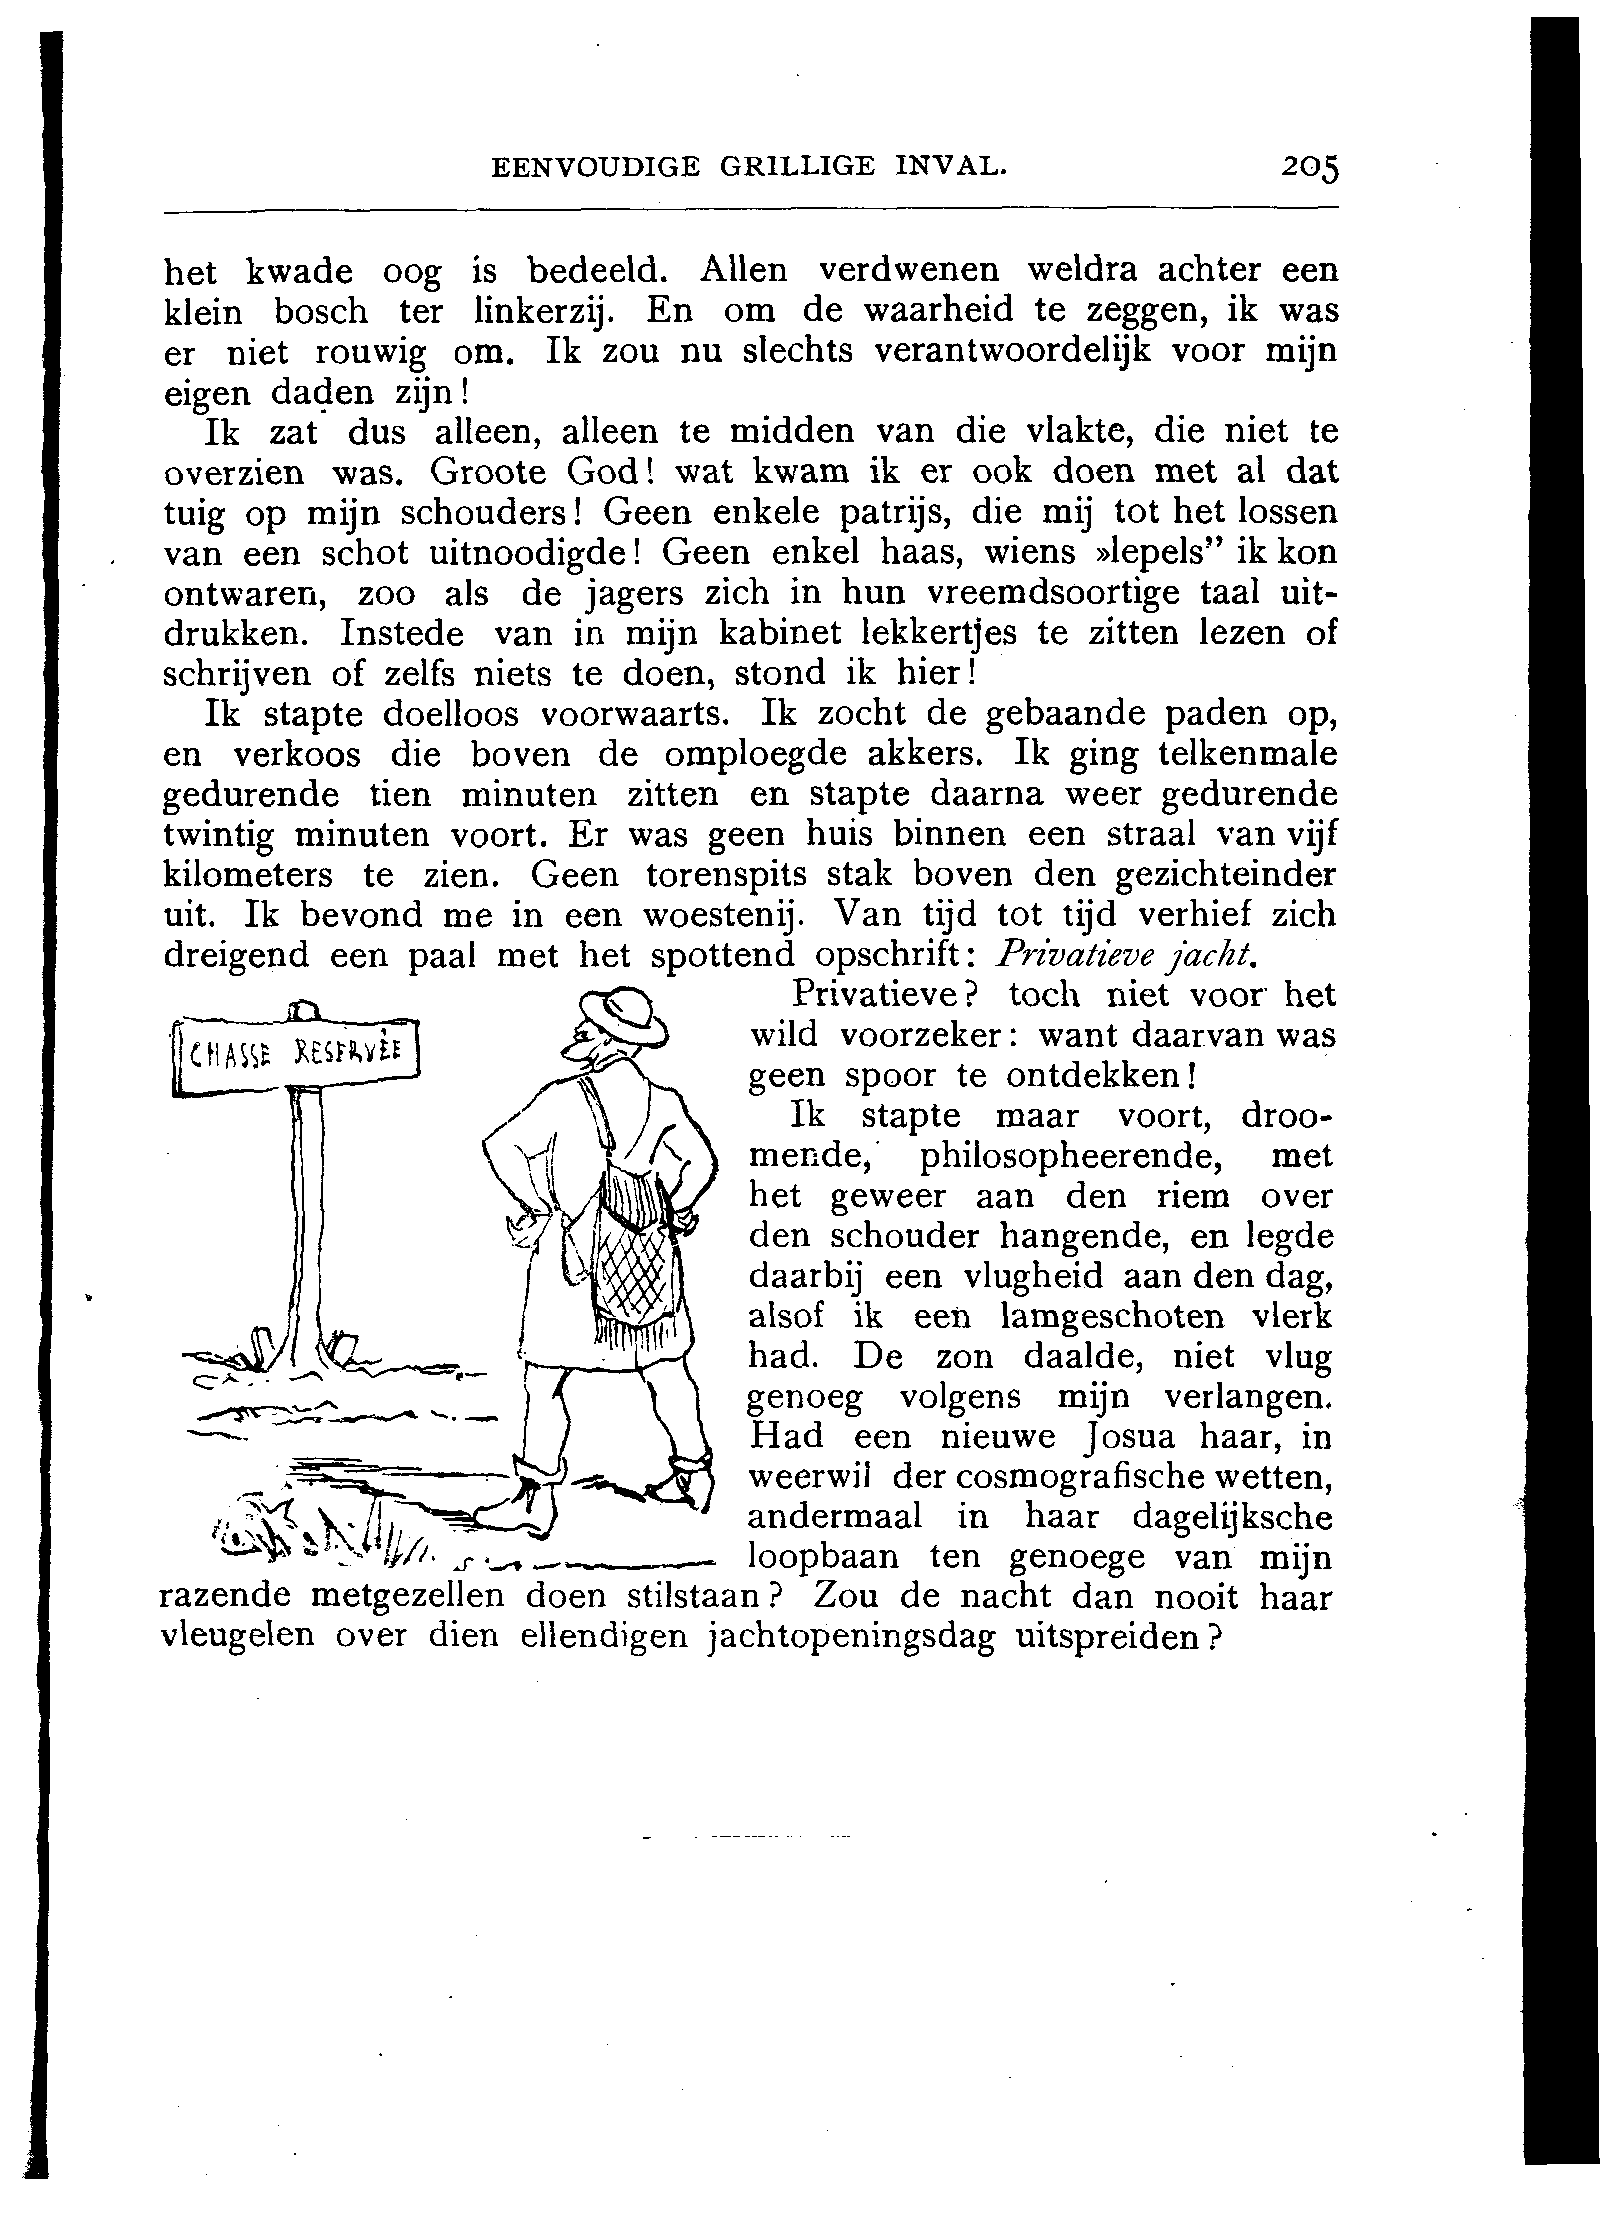 EENVOUDIGE GRILLIGE INVAL. 205
het kwade oog is bedeeld. Allen verdwenen weldra achter een
klein bosch ter linkerzij. En om de waarheid te zeggen, ik was
er niet rouwig om. Ik zou nu slechts verantwoordelijk voor mijn
eigen daden zijn!
Ik zat dus alleen, alleen te midden van die vlakte, die niet te
overzien was. Groote God! wat kwam ik er ook doen met al dat
tuig op mijn schouders! Geen enkele patrijs, die mij tot het lossen
van een schot uitnoodigde! Geen enkel haas, wiens »lepels” ik kon
ontwaren, zoo als de jagers zich in hun vreemdsoortige taal uit-
drukken. Instede van in mijn kabinet lekkertjes te zitten lezen of
schrijven of zelfs niets te doen, stond ik hier!
Ik stapte doelloos voorwaarts. Ik zocht de gebaande paden op,
en verkoos die boven de omploegde akkers. Ik ging telkenmale
gedurende tien minuten zitten en stapte daarna weer gedurende
twintig minuten voort. Er was geen huis binnen een straal van vijf
kilometers te zien. Geen torenspits stak boven den gezichteinder
uit. Ik bevond me in een woestenij. Van tijd tot tijd verhief zich
dreigend een paal met het spottend opschrift: Privatieve jacht.
CHASSE RESERVÉE
Privatieve? toch niet voor het
wild voorzeker: want daarvan was
geen spoor te ontdekken!
Ik stapte maar voort, droo-
mende, philosopheerende, met
het geweer aan den riem over
den schouder hangende, en legde
daarbij een vlugheid aan den dag,
alsof ik een lamgeschoten vlerk
had. De zon daalde, niet vlug
genoeg volgens mijn verlangen.
Had een nieuwe Josua haar, in
weerwil der cosmografische wetten,
andermaal in haar dagelijksche
loopbaan ten genoege van mijn
razende metgezellen doen stilstaan? Zou de nacht dan nooit haar
vleugelen over dien ellendigen jachtopeningsdag uitspreiden?